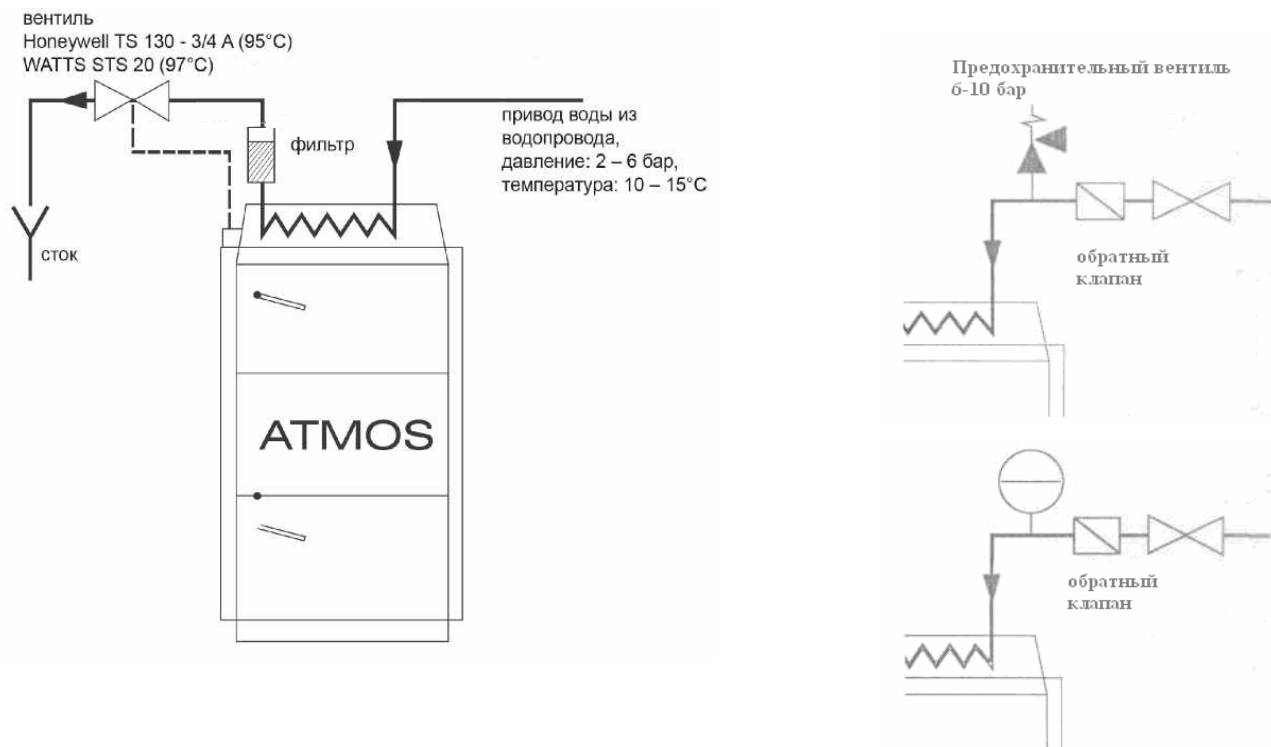 вентиль
Honeywell TS 130 - 3/4 A (95°C)
WATTS STS 20 (97°C)
фильтр
привод воды из
водопровода,
давление: 2 – 6 бар,
температура: 10 – 15°C
сток
ATMOS
Предохранительный вентиль
6-10 бар
обратный
клапан
обратный
клапан